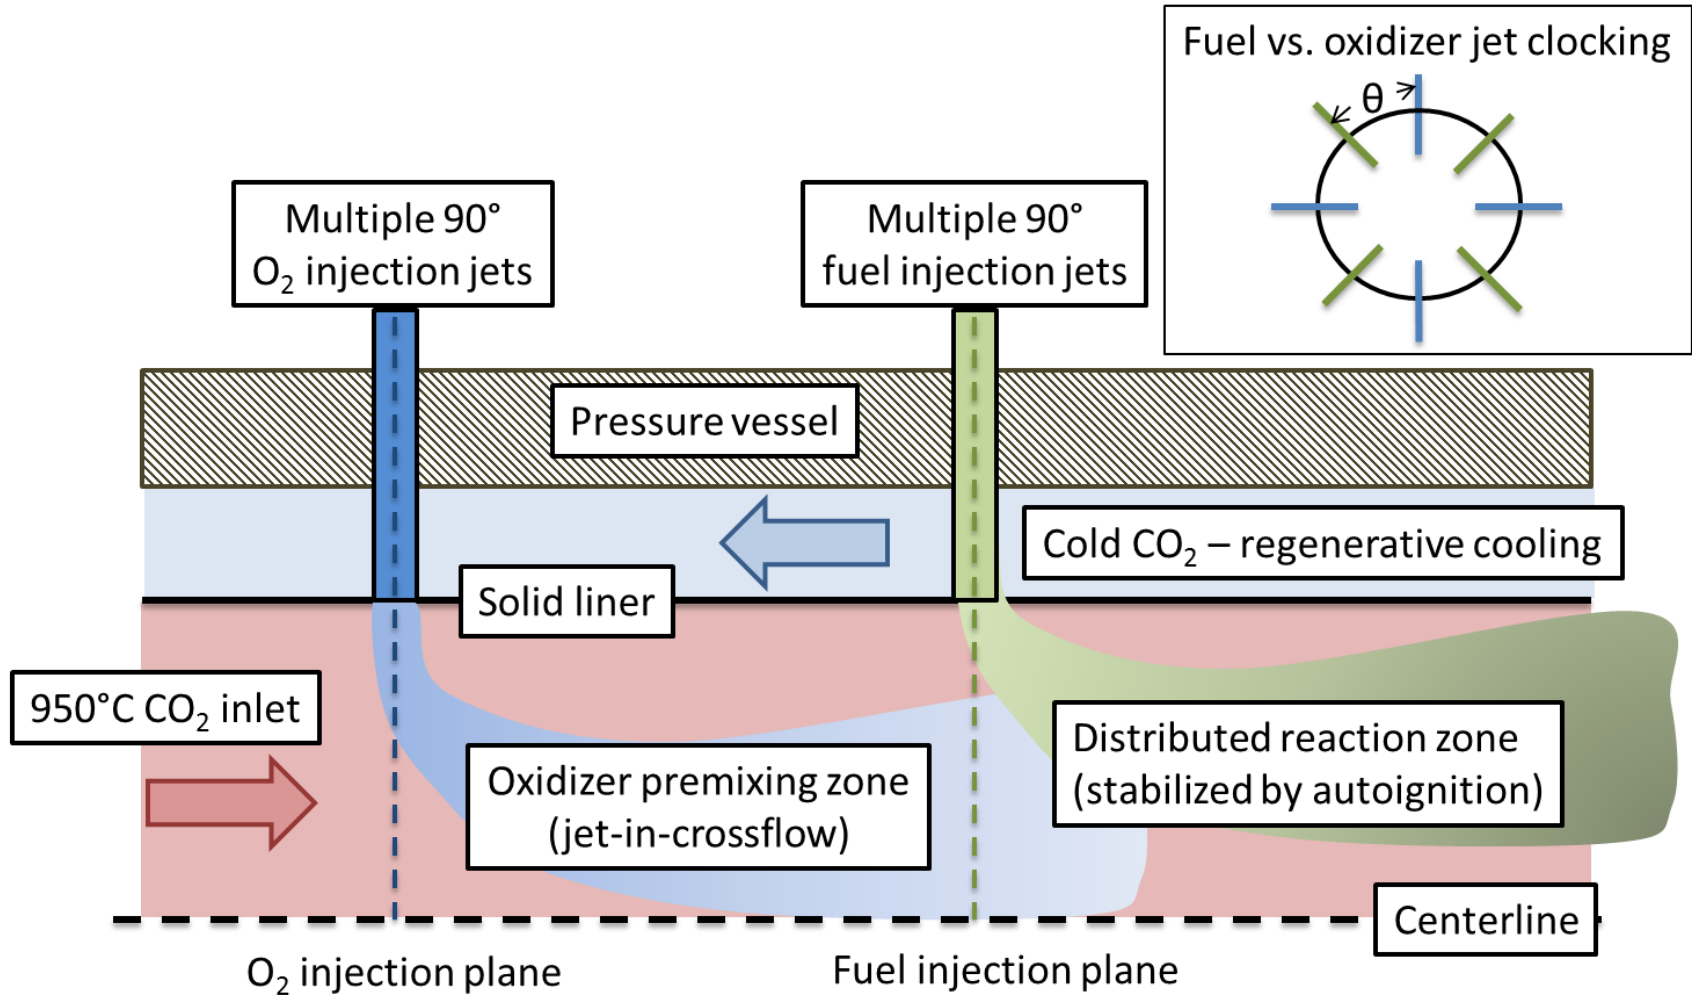 Fuel vs. oxidizer jet clocking
θ
Multiple 90°
O₂ injection jets
Multiple 90°
fuel injection jets
Pressure vessel
Cold CO₂ – regenerative cooling
Solid liner
950°C CO₂ inlet
Oxidizer premixing zone
(jet-in-crossflow)
Distributed reaction zone
(stabilized by autoignition)
Centerline
O₂ injection plane
Fuel injection plane